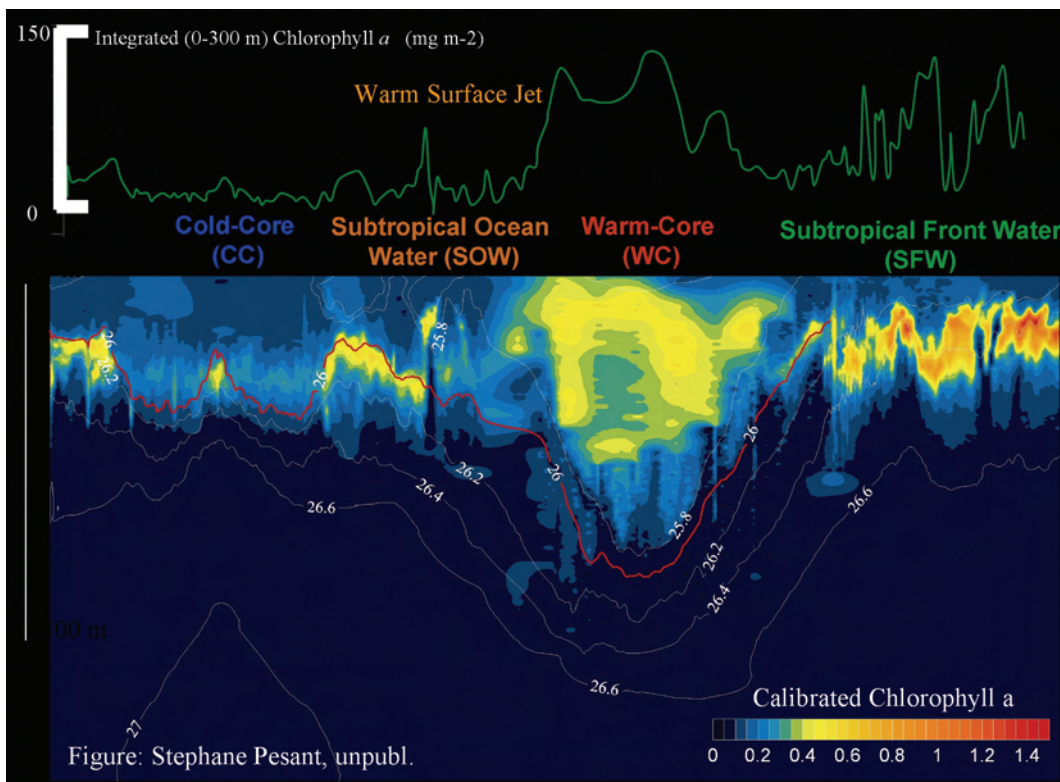 150
Integrated (0-300 m) Chlorophyll a (mg m-2)
Warm Surface Jet
0
Cold-Core
(CC)
Subtropical Ocean
Water (SOW)
Warm-Core
(WC)
Subtropical Front Water
(SFW)
26
26.2
26
25.8
26.2
26.4
26.6
26
25.8
26
26.2
26.4
26.6
26.6
27
00 m
Calibrated Chlorophyll a
0 0.2 0.4 0.6 0.8 1 1.2 1.4
Figure: Stephane Pesant, unpubl.